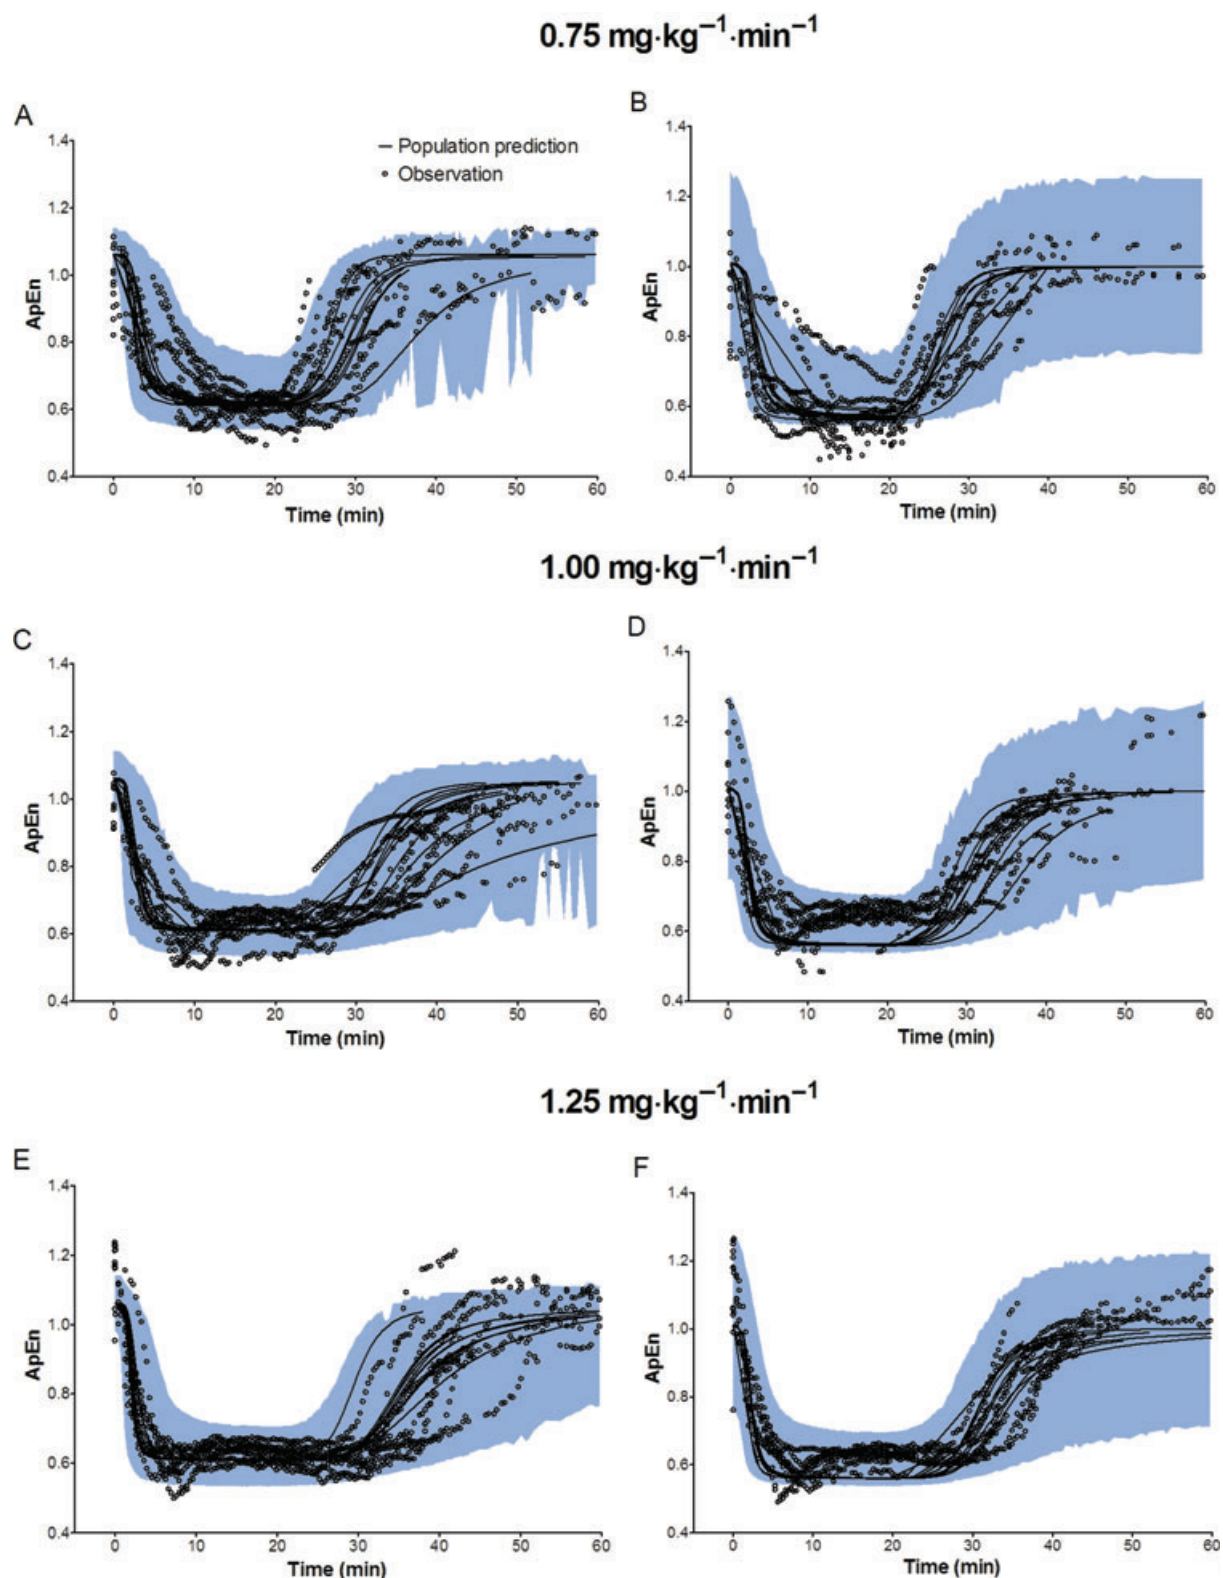 0.75 mg·kg⁻¹·min⁻¹
A
B
— Population prediction
∘ Observation
ApEn
1.4
1.2
1.0
0.8
0.6
0.4
0 10 20 30 40 50 60
Time (min)
ApEn
1.4
1.2
1.0
0.8
0.6
0.4
0 10 20 30 40 50 60
Time (min)
1.00 mg·kg⁻¹·min⁻¹
C
D
ApEn
1.4
1.2
1.0
0.8
0.6
0.4
0 10 20 30 40 50 60
Time (min)
ApEn
1.4
1.2
1.0
0.8
0.6
0.4
0 10 20 30 40 50 60
Time (min)
1.25 mg·kg⁻¹·min⁻¹
E
F
ApEn
1.4
1.2
1.0
0.8
0.6
0.4
0 10 20 30 40 50 60
Time (min)
ApEn
1.4
1.2
1.0
0.8
0.6
0.4
0 10 20 30 40 50 60
Time (min)